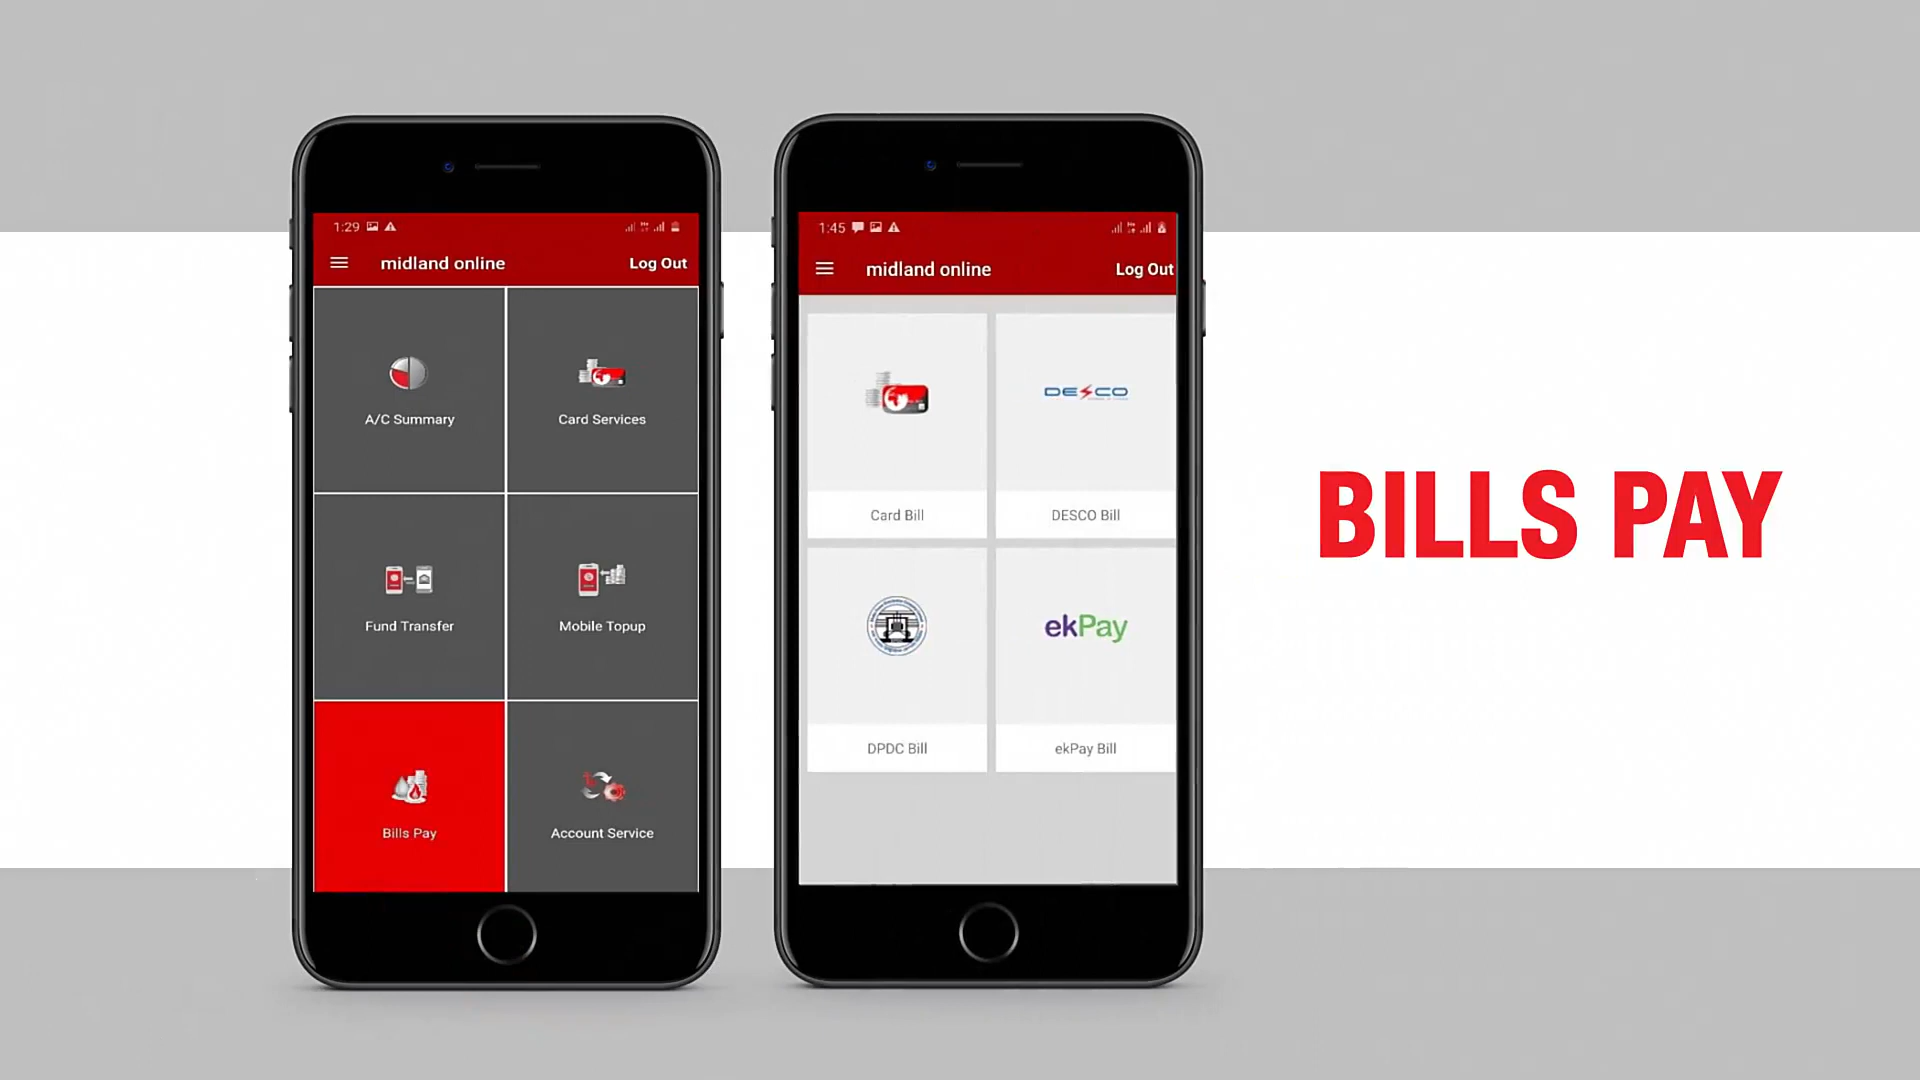 1:29
midland online
Log Out
A/C Summary
Card Services
Fund Transfer
Mobile Topup
Bills Pay
Account Service
1:45
midland online
Log Out
DESCO
Card Bill
DESCO Bill
ekPay
DPDC Bill
ekPay Bill
BILLS PAY